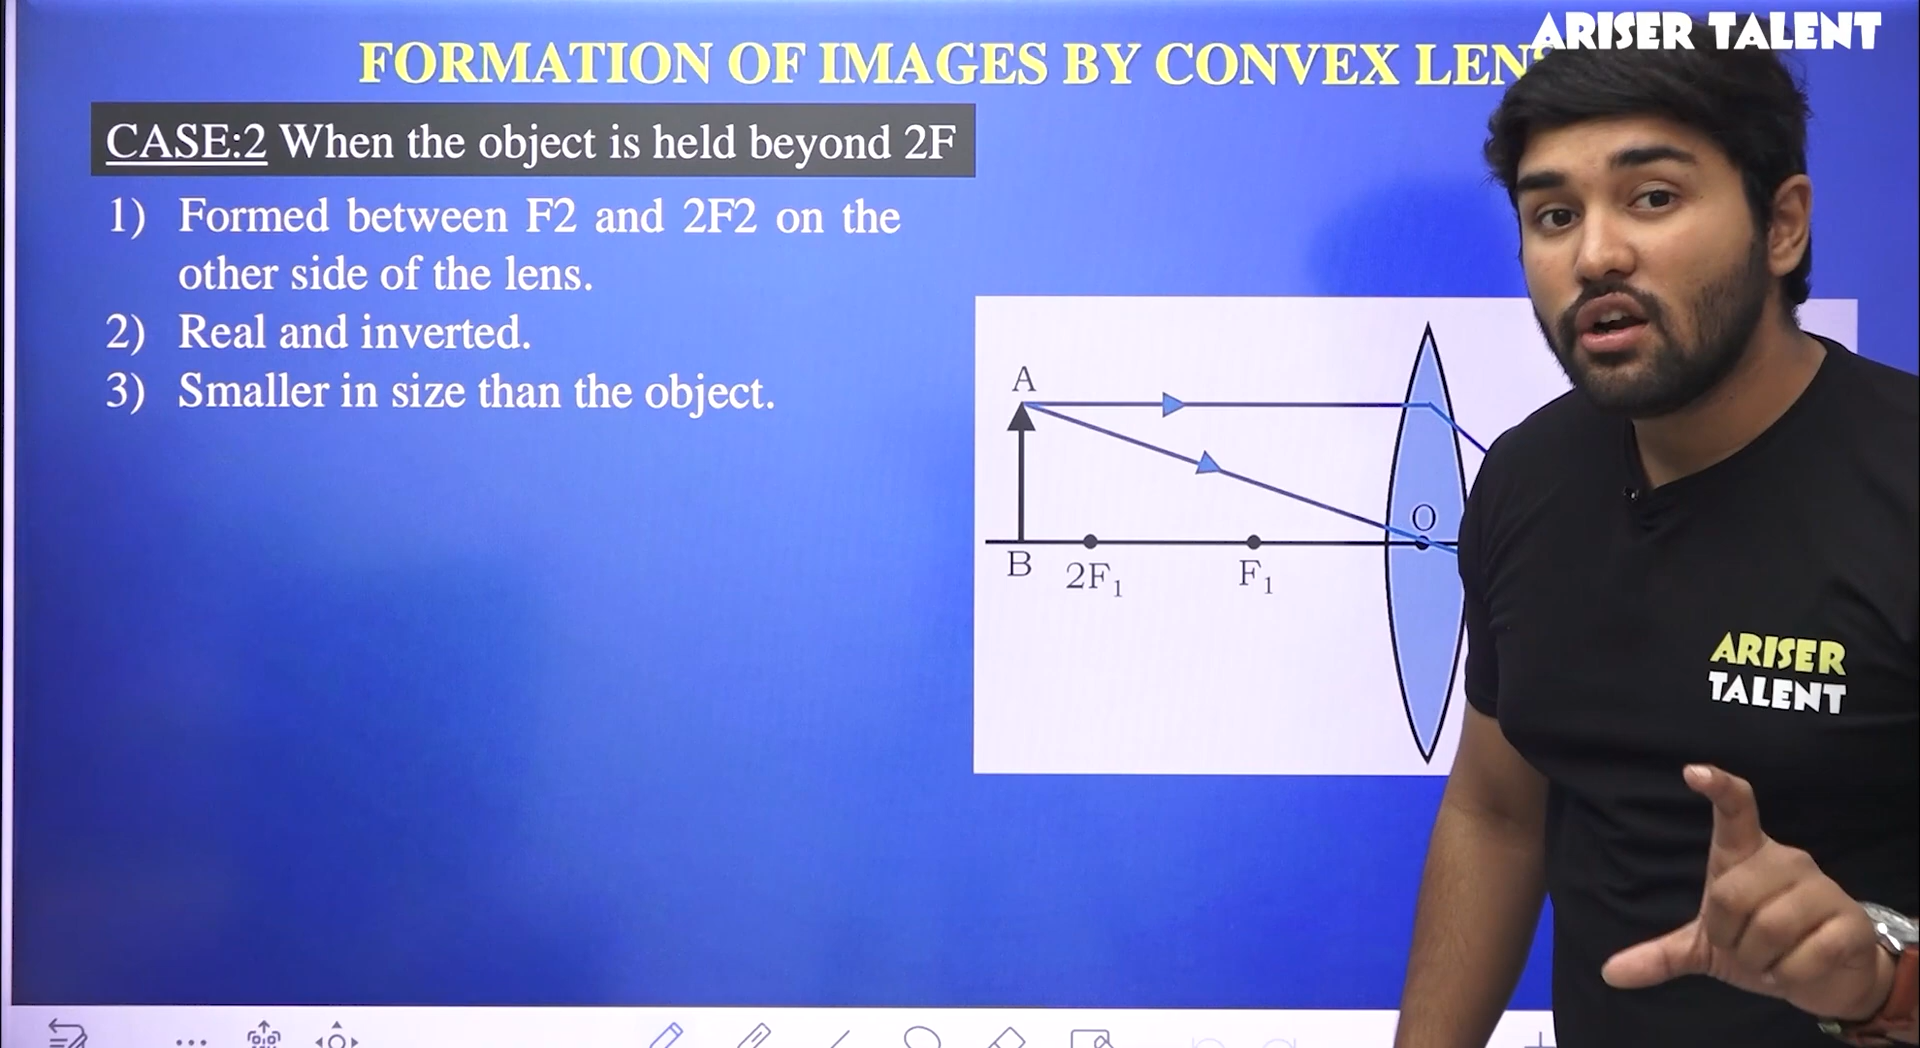 ARISER TALENT
FORMATION OF IMAGES BY CONVEX LENS
CASE:2 When the object is held beyond 2F
1) Formed between F2 and 2F2 on the
other side of the lens.
2) Real and inverted.
3) Smaller in size than the object.
A
O
B
2F₁
F₁
ARISER
TALENT